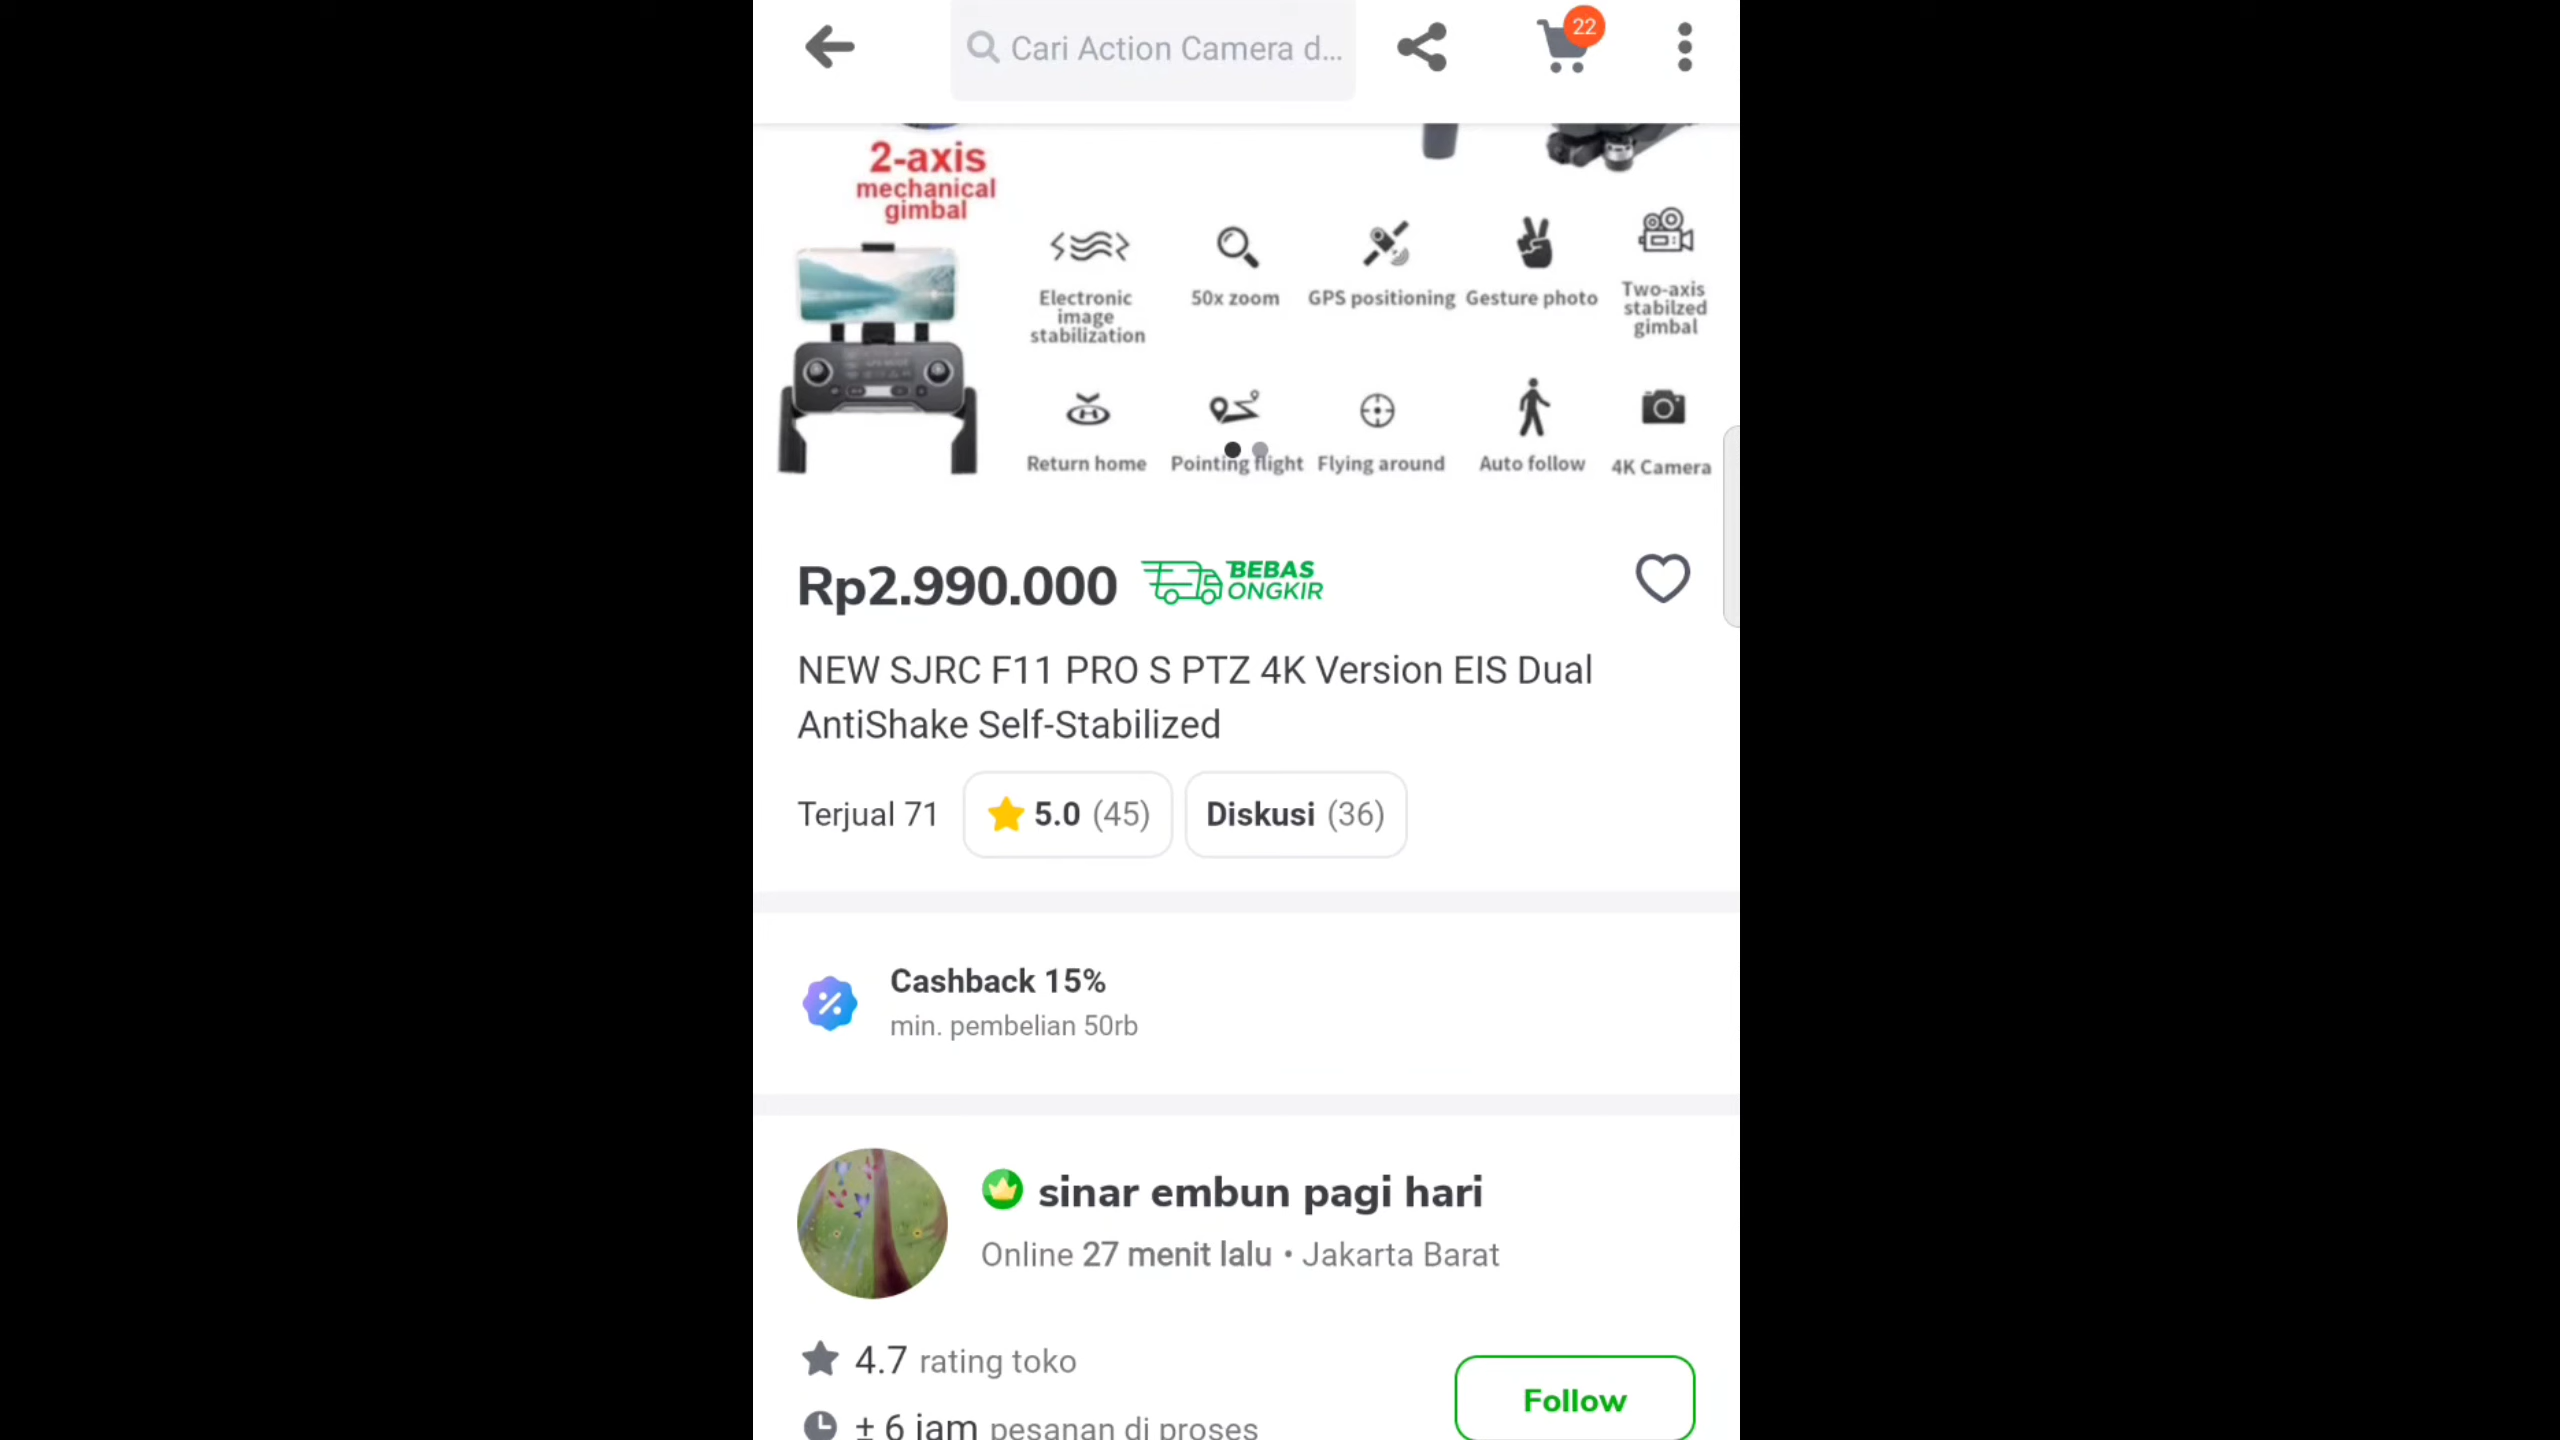 Cari Action Camera d...
22
2-axis
mechanical
gimbal
Electronic
image
stabilization
50x zoom
GPS positioning
Gesture photo
Two-axis
stabilzed
gimbal
Return home
Pointing flight
Flying around
Auto follow
4K Camera
Rp2.990.000
BEBAS
ONGKIR
NEW SJRC F11 PRO S PTZ 4K Version EIS Dual
AntiShake Self-Stabilized
Terjual 71
5.0 (45)
Diskusi (36)
Cashback 15%
min. pembelian 50rb
sinar embun pagi hari
Online 27 menit lalu • Jakarta Barat
4.7 rating toko
Follow
± 6 jam pesanan di proses